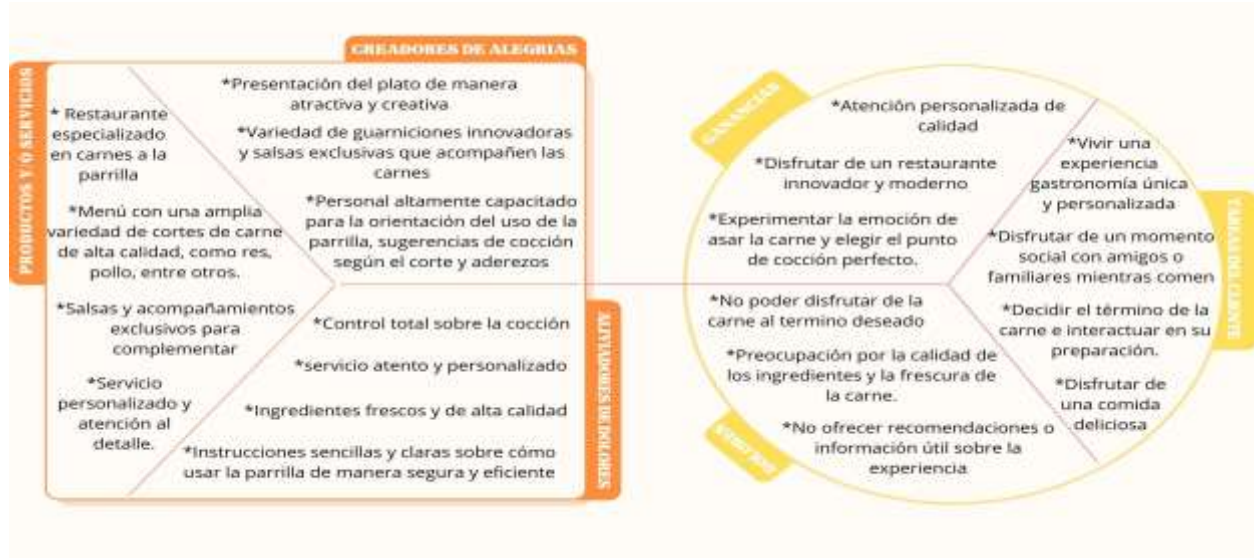 CREADORES DE ALEGRIAS
PRODUCTOS Y/O SERVICIOS
* Restaurante
especializado
en carnes a la
parrilla
*Menú con una amplia
variedad de cortes de carne
de alta calidad, como res,
pollo, entre otros.
*Salsas y acompañamientos
exclusivos para
complementar
*Servicio
personalizado y
atención al
detalle.
*Presentación del plato de manera
atractiva y creativa
*Variedad de guarniciones innovadoras
y salsas exclusivas que acompañen las
carnes
*Personal altamente capacitado
para la orientación del uso de la
parrilla, sugerencias de cocción
según el corte y aderezos
*Control total sobre la cocción
*servicio atento y personalizado
*Ingredientes frescos y de alta calidad
*Instrucciones sencillas y claras sobre cómo
usar la parrilla de manera segura y eficiente
ALIVIADORES DE DOLORES
GANANCIAS
*Atención personalizada de
calidad
*Disfrutar de un restaurante
innovador y moderno
*Experimentar la emoción de
asar la carne y elegir el punto
de cocción perfecto.
*No poder disfrutar de la
carne al termino deseado
*Preocupación por la calidad de
los ingredientes y la frescura de
la carne.
*No ofrecer recomendaciones o
información útil sobre la
experiencia
*Vivir una
experiencia
gastronomía única
y personalizada
*Disfrutar de un momento
social con amigos o
familiares mientras comen
*Decidir el término de la
carne e interactuar en su
preparación.
*Disfrutar de
una comida
deliciosa
TAREAS DEL CLIENTE